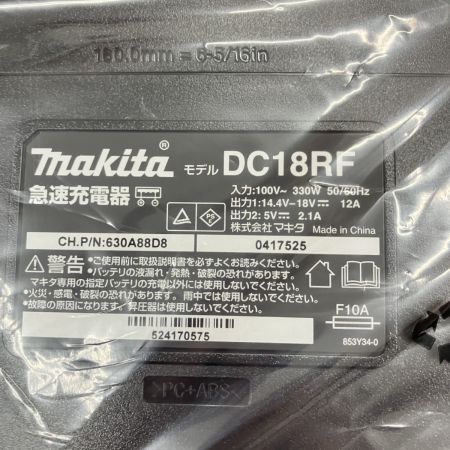 160.0mm = 6-5/16in
makita® モデル DC18RF
急速充電器
入力:100V~ 330W 50/60Hz
出力1:14.4V⎓18V⎓ 12A
出力2: 5V⎓ 2.1A
株式会社マキタ Made in China
PS
CH.P/N:630A88D8 0417525
⚠警告
•ご使用前に取扱説明書を必ずよくお読みください。
•バッテリの液漏れ・発熱・破裂の恐れがあります。
マキタ専用の指定バッテリの充電以外には使用しないでください。
•火災・感電・破裂の恐れがあります。雨中では使用しないでください。
•故障の原因になります。昇圧器は使用しないでください。
F10A
853Y34-0
524170575
>PC+ABS<